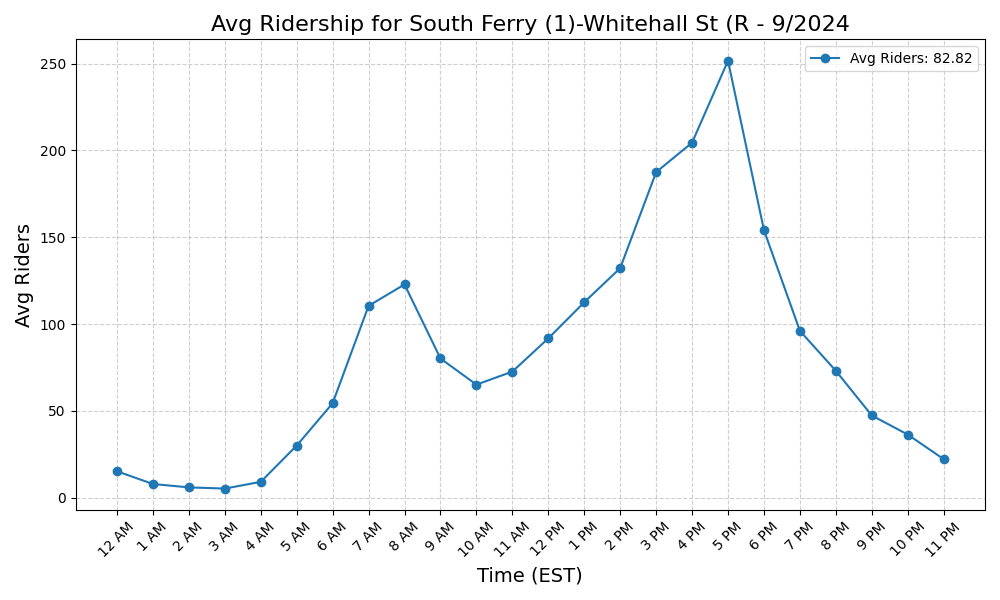 Avg Ridership for South Ferry (1)-Whitehall St (R - 9/2024
Avg Riders: 82.82
Avg Riders
250
200
150
100
50
0
12 AM
1 AM
2 AM
3 AM
4 AM
5 AM
6 AM
7 AM
8 AM
9 AM
10 AM
11 AM
12 PM
1 PM
2 PM
3 PM
4 PM
5 PM
6 PM
7 PM
8 PM
9 PM
10 PM
11 PM
Time (EST)